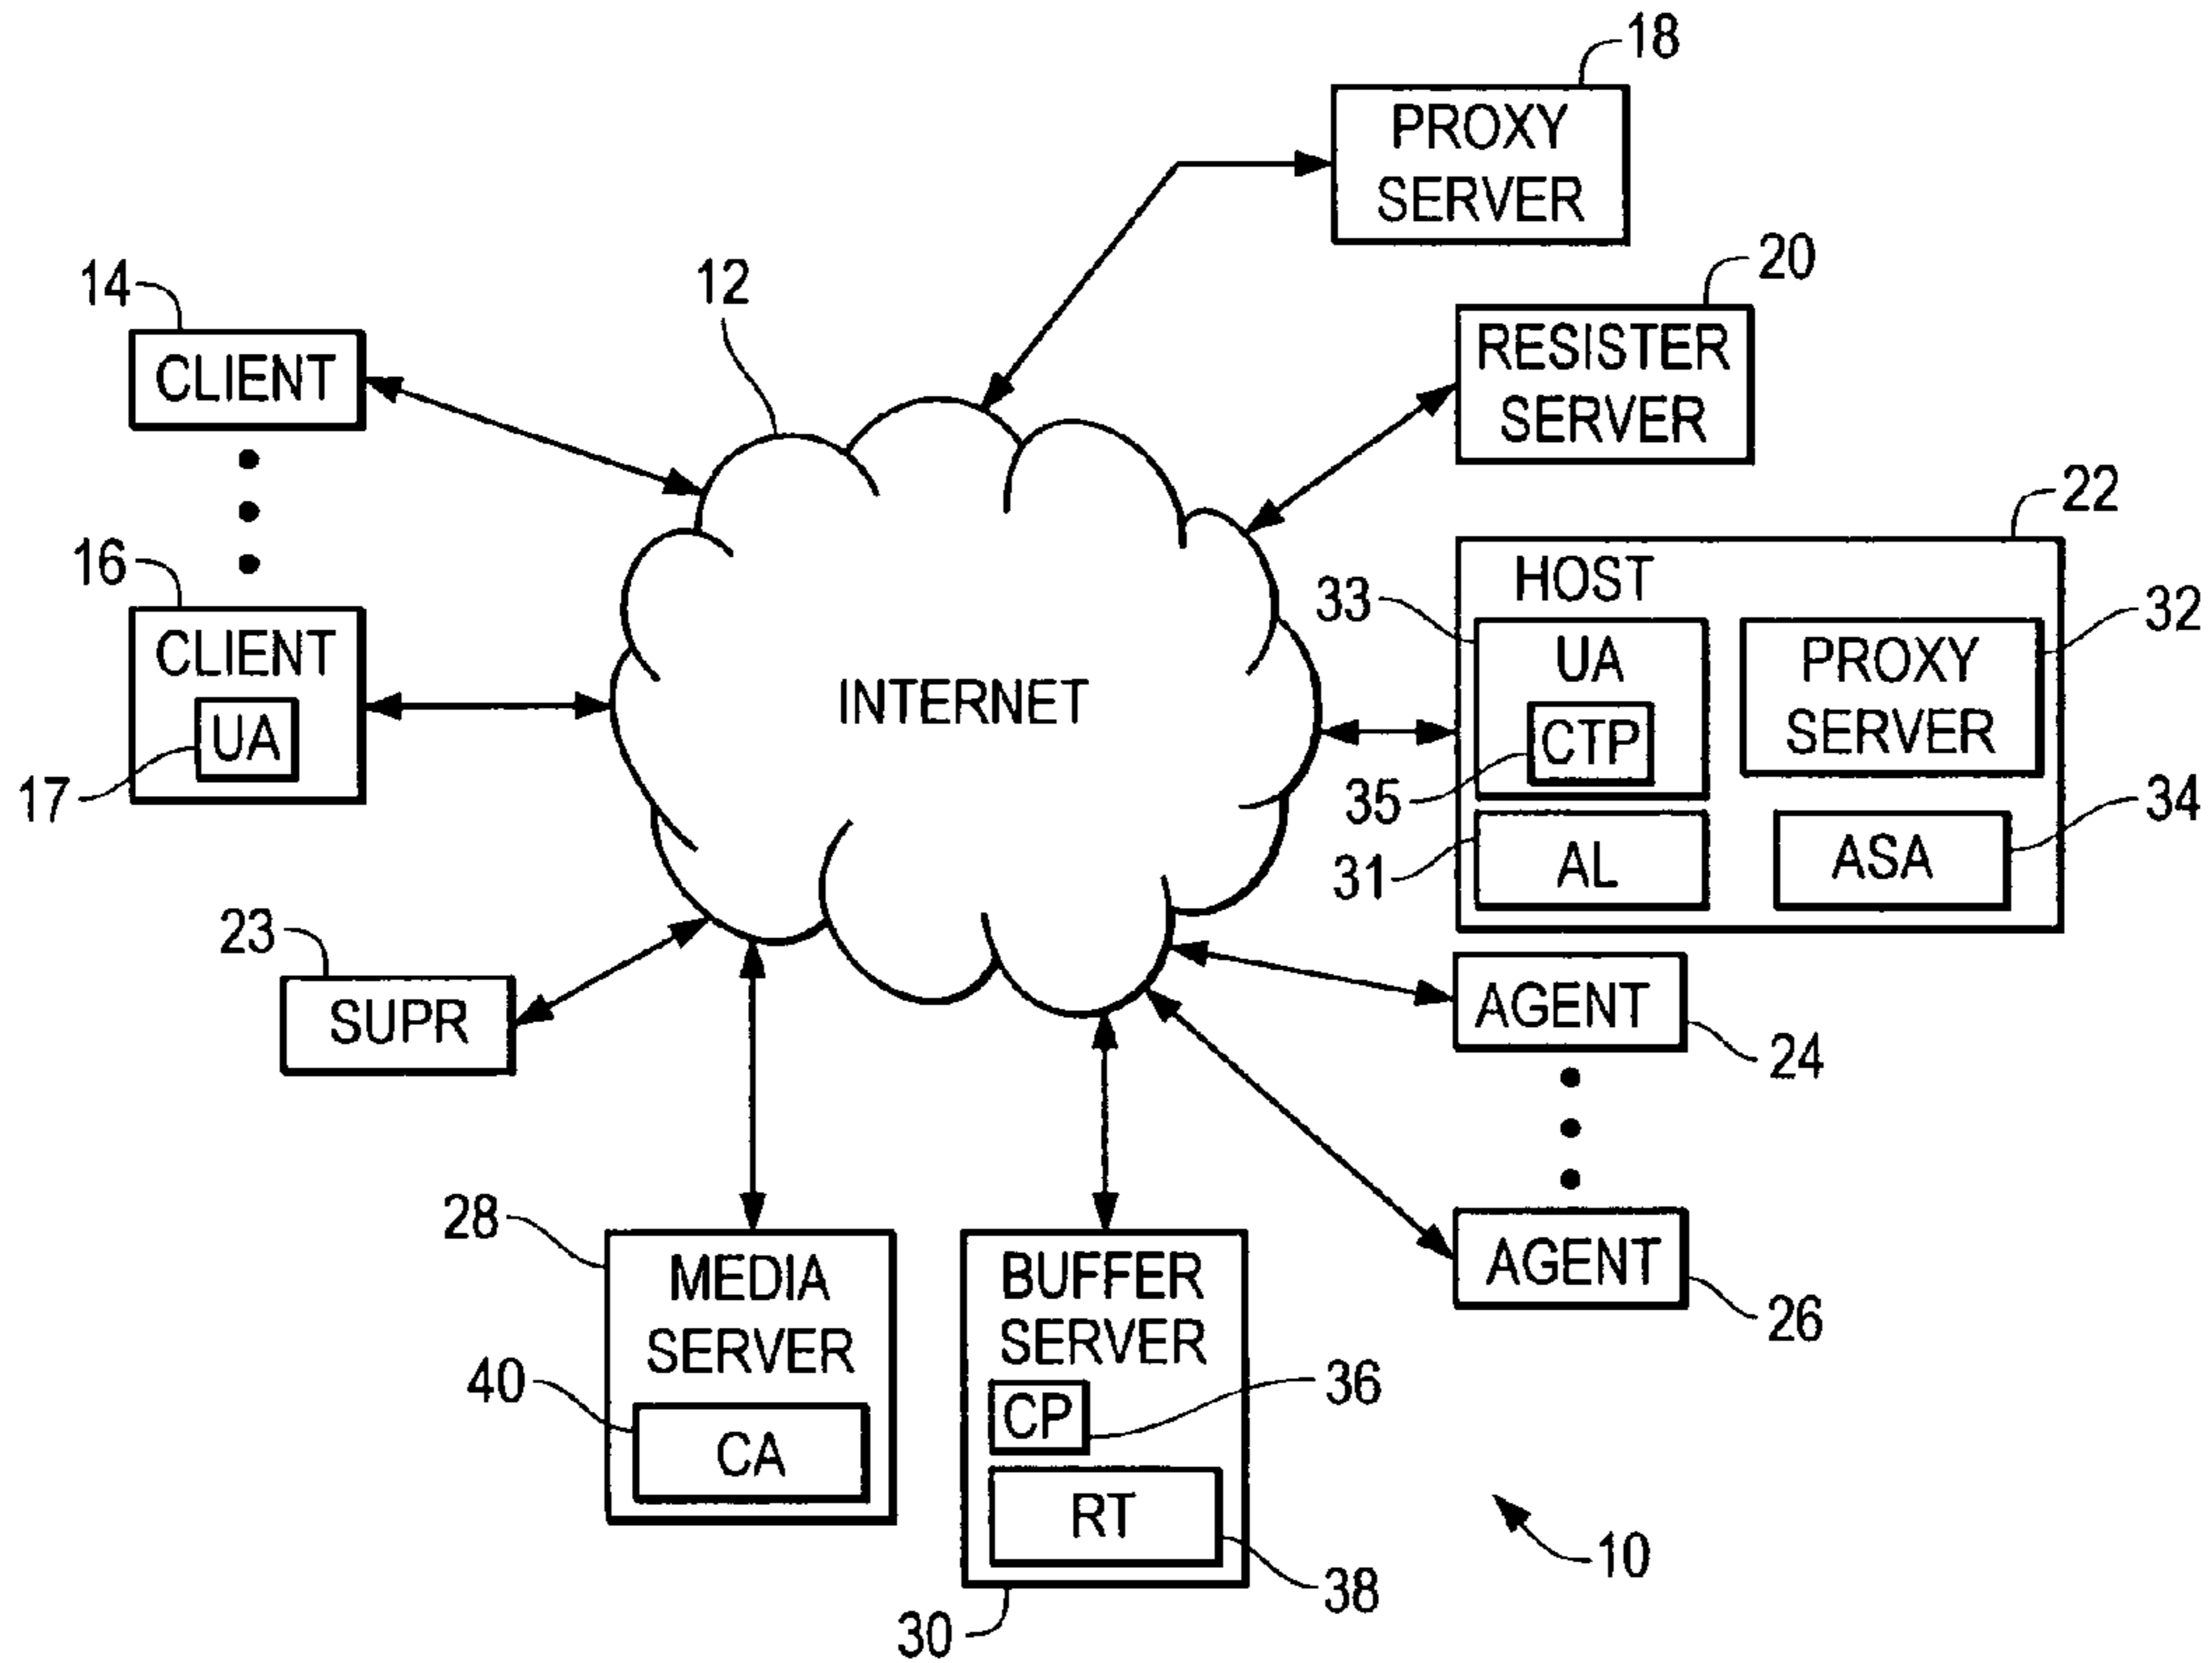 18
PROXY
SERVER
20
RESISTER
SERVER
14
CLIENT
12
16
CLIENT
UA
17
INTERNET
22
HOST
33
UA
CTP
35
32
PROXY
SERVER
31
AL
34
ASA
23
SUPR
AGENT
24
AGENT
26
28
MEDIA
SERVER
40
CA
BUFFER
SERVER
CP
36
RT
38
30
10